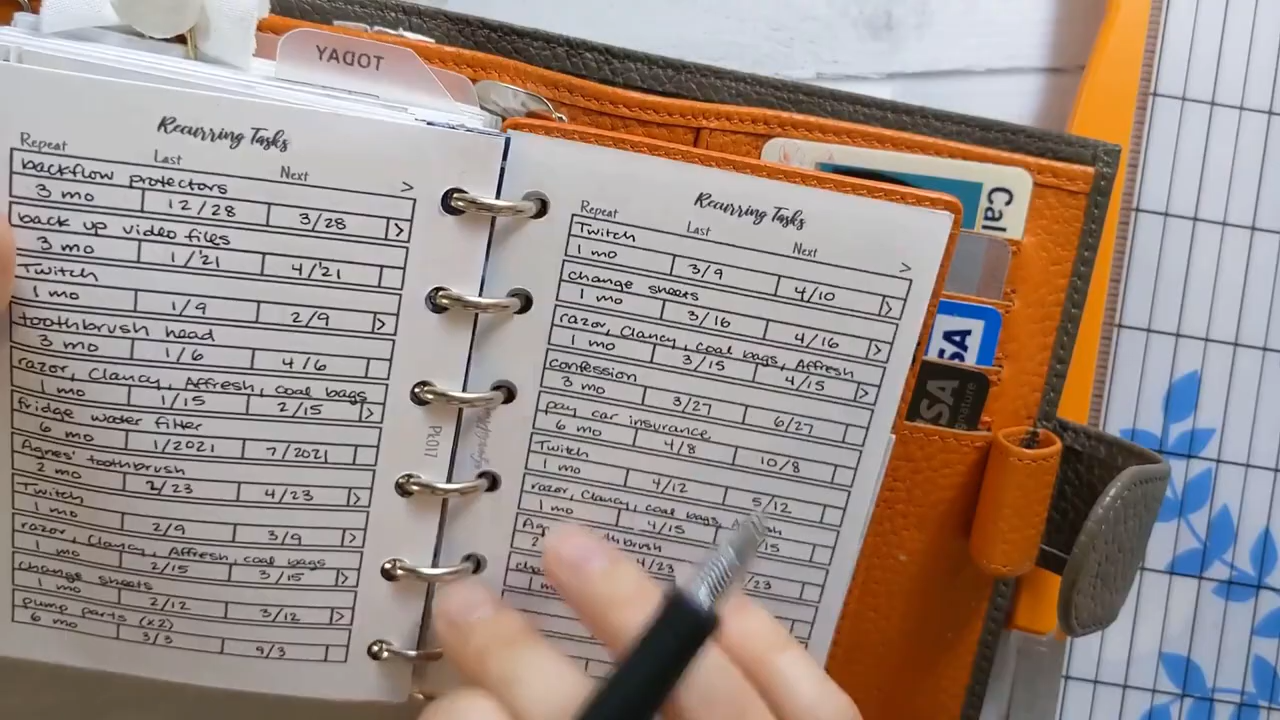 TODAY
Recurring Tasks
Repeat Last Next >
backflow protectors
3 mo 12/28 3/28 >
back up video files
3 mo 1/'21 4/'21
Twitch
1 mo 1/9 2/9 >
toothbrush head
3 mo 1/6 4/6
razor, Clancy, Affresh, coal bags
1 mo 1/15 2/15 >
fridge water filter
6 mo 1/2021 7/2021
Agnes' toothbrush
2 mo 2/23 4/23 >
Twitch
1 mo 2/9 3/9 >
razor, Clancy, Affresh, coal bags
1 mo 2/15 3/15 >
change sheets
1 mo 2/12 3/12 >
pump parts (x2)
6 mo 3/3 9/3
PK017
Recurring Tasks
Repeat Last Next >
Twitch
1 mo 3/9 4/10 >
change sheets
1 mo 3/16 4/16 >
razor, Clancy, coal bags, Affresh
1 mo 3/15 4/15 >
confession
3 mo 3/27 6/27
pay car insurance
6 mo 4/8 10/8
Twitch
1 mo 4/12 5/12
razor, Clancy, coal bags,
1 mo 4/15 /15
4/23 /23
Cal
VISA